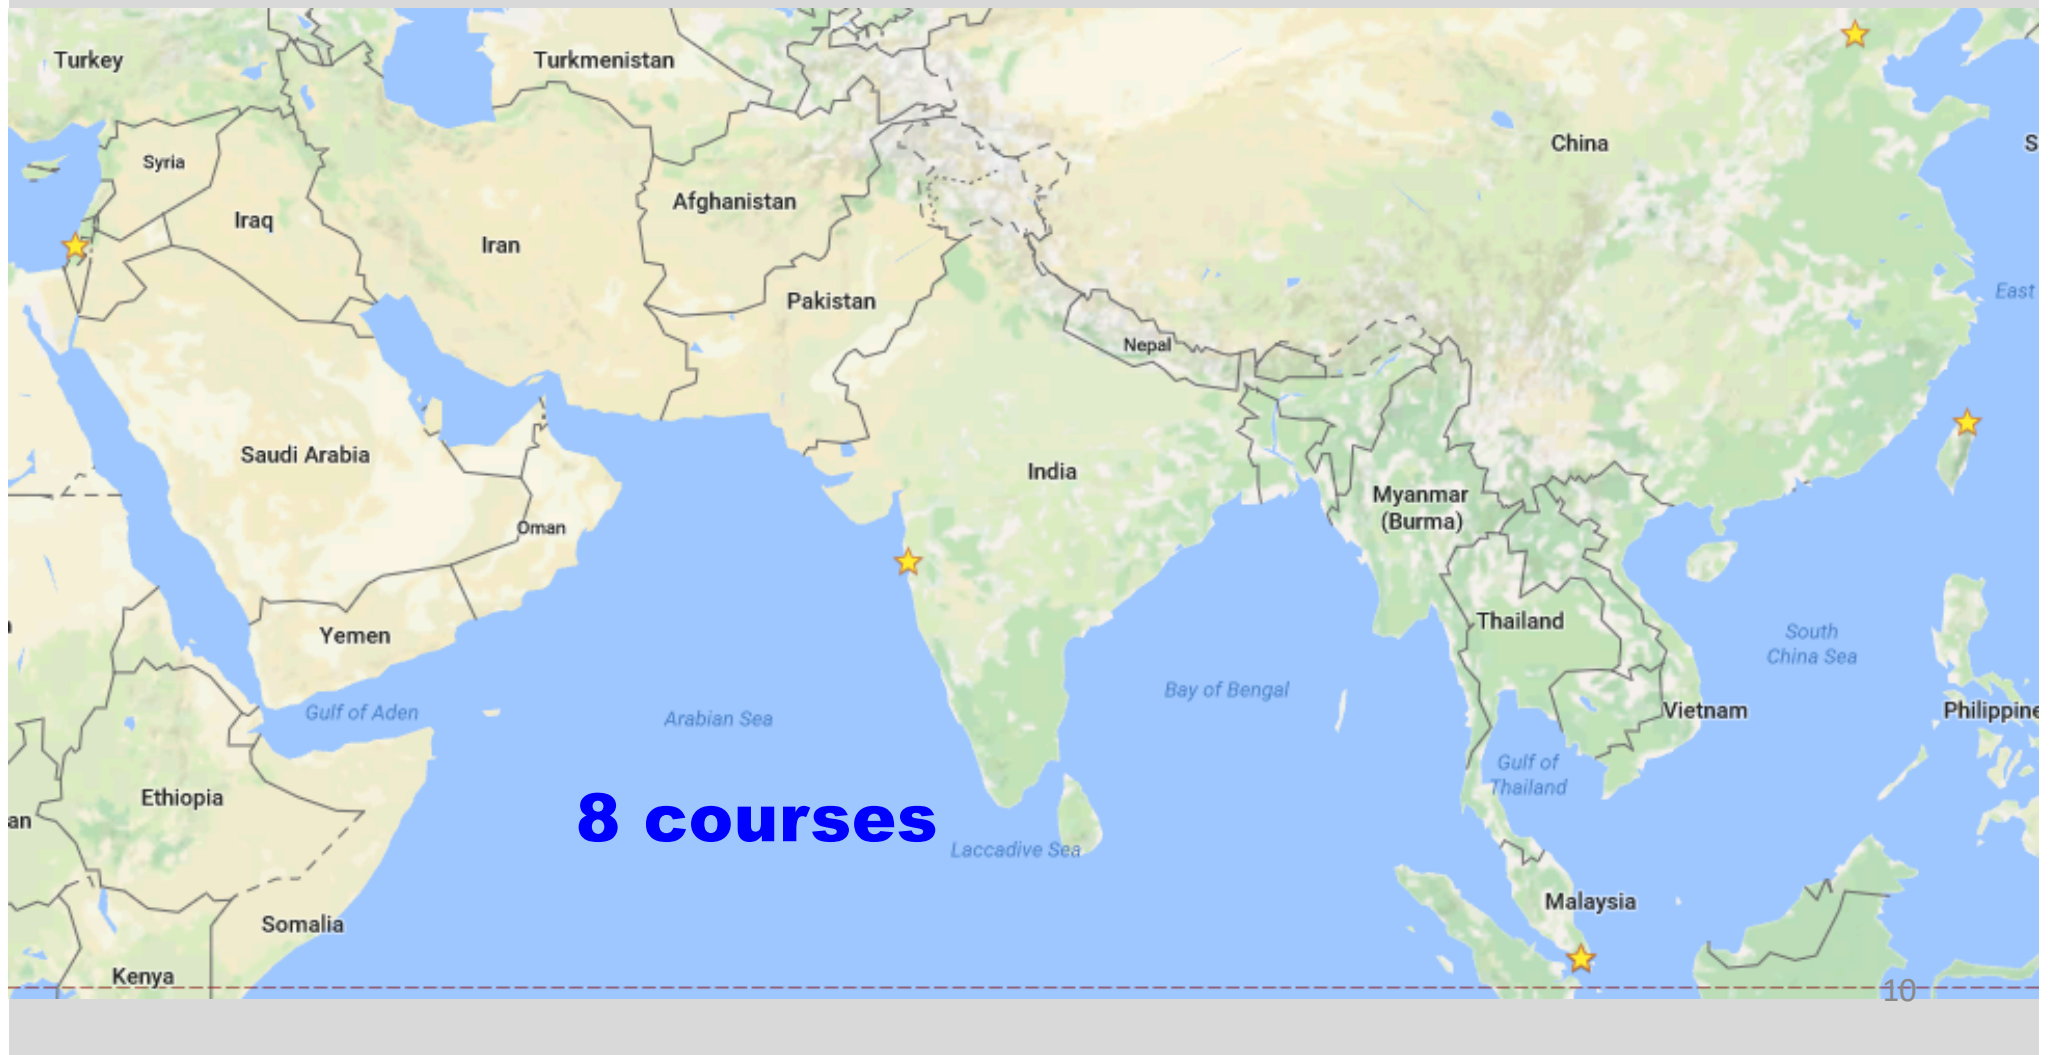 Turkey
Turkmenistan
China
S
Syria
Afghanistan
Iraq
Iran
East
Pakistan
Nepal
Saudi Arabia
India
Myanmar
(Burma)
Oman
Thailand
Yemen
South
China Sea
Bay of Bengal
Gulf of Aden
Arabian Sea
Vietnam
Philippine
Gulf of
Thailand
Ethiopia
8 courses
an
Laccadive Sea
Malaysia
Somalia
Kenya
10